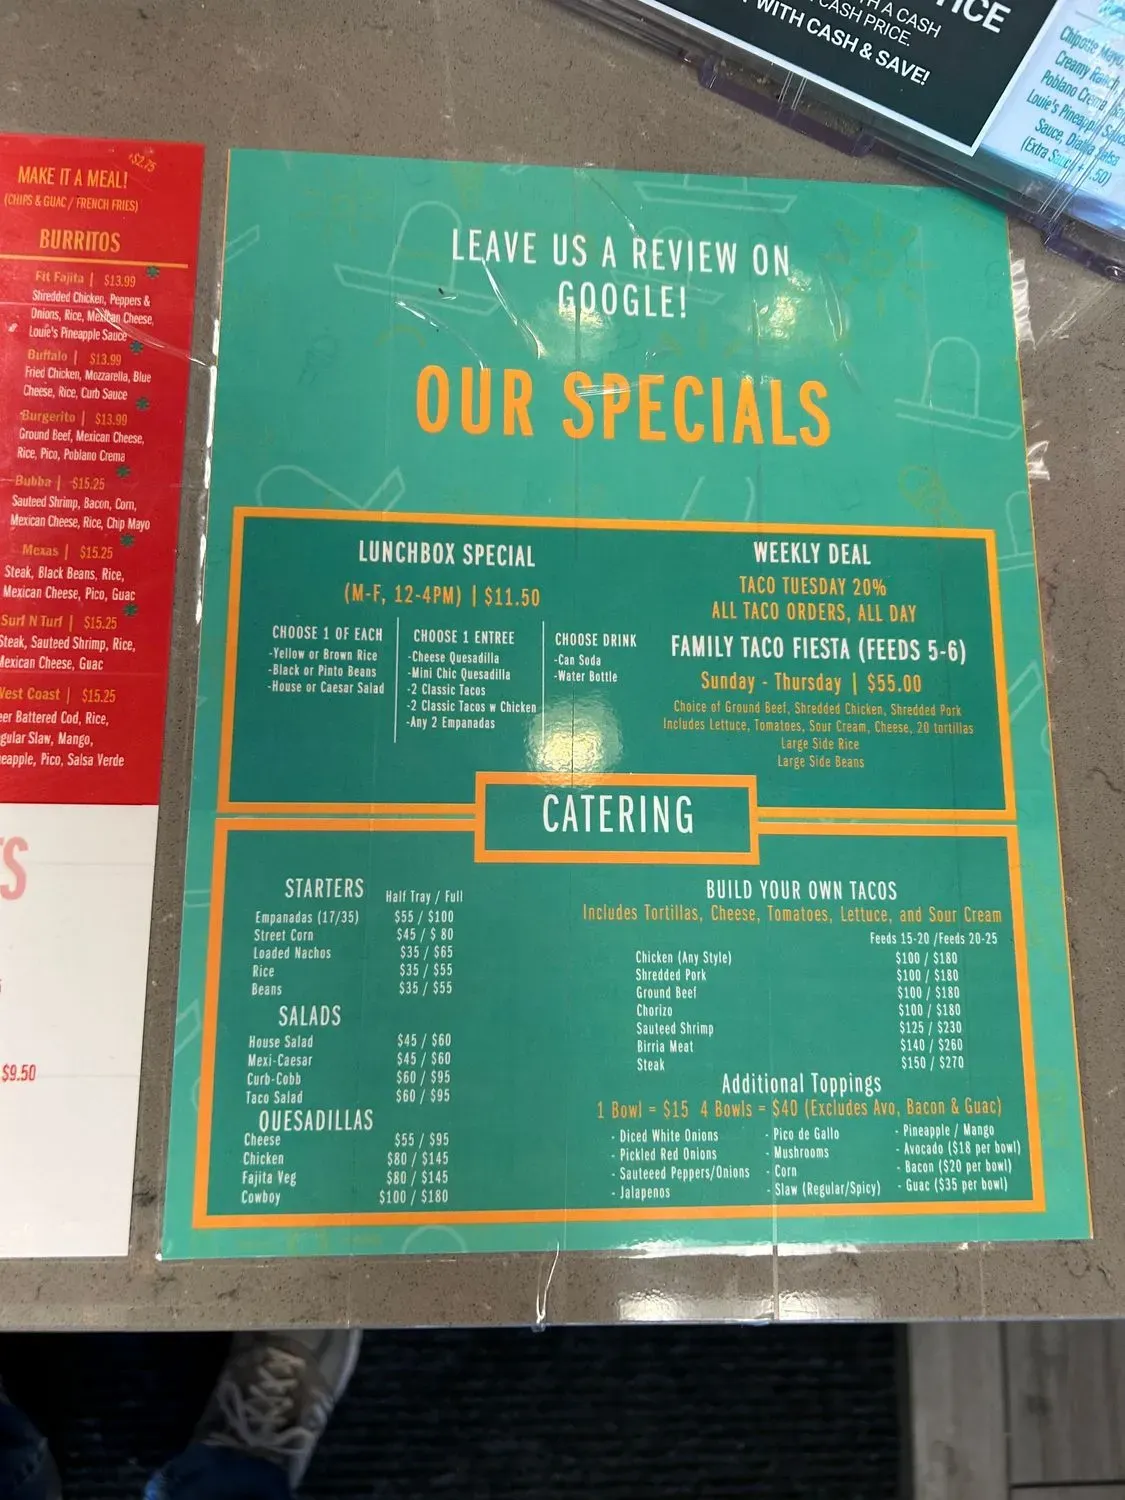 ICE
TH A CASH
CASH PRICE.
WITH CASH & SAVE!
Chipotle Mayo,
Creamy Ranch,
Poblano Crema
Louie's Pineapple Sauce
Sauce, Diablo Salsa
(Extra Sauce + .50)
+$2.75
MAKE IT A MEAL!
(CHIPS & GUAC / FRENCH FRIES)
BURRITOS
Fit Fajita | $13.99
Shredded Chicken, Peppers &
Onions, Rice, Mexican Cheese,
Louie's Pineapple Sauce
Buffalo | $13.99
Fried Chicken, Mozzarella, Blue
Cheese, Rice, Curb Sauce
Burgerito | $13.99
Ground Beef, Mexican Cheese,
Rice, Pico, Poblano Crema
Bubba | $15.25
Sauteed Shrimp, Bacon, Corn,
Mexican Cheese, Rice, Chip Mayo
Mexas | $15.25
Steak, Black Beans, Rice,
Mexican Cheese, Pico, Guac
Surf N Turf | $15.25
Steak, Sauteed Shrimp, Rice,
Mexican Cheese, Guac
West Coast | $15.25
eer Battered Cod, Rice,
gular Slaw, Mango,
neapple, Pico, Salsa Verde
TS
$9.50
LEAVE US A REVIEW ON
GOOGLE!
OUR SPECIALS
LUNCHBOX SPECIAL
(M-F, 12-4PM) | $11.50
CHOOSE 1 OF EACH
-Yellow or Brown Rice
-Black or Pinto Beans
-House or Caesar Salad
CHOOSE 1 ENTREE
-Cheese Quesadilla
-Mini Chic Quesadilla
-2 Classic Tacos
-2 Classic Tacos w Chicken
-Any 2 Empanadas
CHOOSE DRINK
-Can Soda
-Water Bottle
WEEKLY DEAL
TACO TUESDAY 20%
ALL TACO ORDERS, ALL DAY
FAMILY TACO FIESTA (FEEDS 5-6)
Sunday - Thursday | $55.00
Choice of Ground Beef, Shredded Chicken, Shredded Pork
Includes Lettuce, Tomatoes, Sour Cream, Cheese, 20 tortillas
Large Side Rice
Large Side Beans
CATERING
STARTERS Half Tray / Full
Empanadas (17/35) $55 / $100
Street Corn $45 / $ 80
Loaded Nachos $35 / $65
Rice $35 / $55
Beans $35 / $55
SALADS
House Salad $45 / $60
Mexi-Caesar $45 / $60
Curb-Cobb $60 / $95
Taco Salad $60 / $95
QUESADILLAS
Cheese $55 / $95
Chicken $80 / $145
Fajita Veg $80 / $145
Cowboy $100 / $180
BUILD YOUR OWN TACOS
Includes Tortillas, Cheese, Tomatoes, Lettuce, and Sour Cream
Feeds 15-20 /Feeds 20-25
Chicken (Any Style) $100 / $180
Shredded Pork $100 / $180
Ground Beef $100 / $180
Chorizo $100 / $180
Sauteed Shrimp $125 / $230
Birria Meat $140 / $260
Steak $150 / $270
Additional Toppings
1 Bowl = $15 4 Bowls = $40 (Excludes Avo, Bacon & Guac)
- Diced White Onions
- Pickled Red Onions
- Sauteeed Peppers/Onions
- Jalapenos
- Pico de Gallo
- Mushrooms
- Corn
- Slaw (Regular/Spicy)
- Pineapple / Mango
- Avocado ($18 per bowl)
- Bacon ($20 per bowl)
- Guac ($35 per bowl)